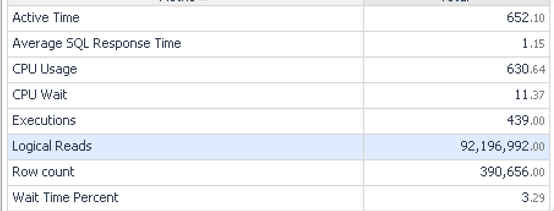 Active Time 652.10
Average SQL Response Time 1.15
CPU Usage 630.64
CPU Wait 11.37
Executions 439.00
Logical Reads 92,196,992.00
Row count 390,656.00
Wait Time Percent 3.29